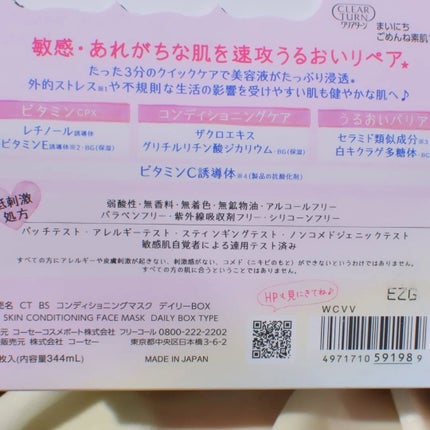 CLEAR TURN
クリアターン
まいにち
ごめんね素肌
敏感・あれがちな肌を速攻うるおいリペア*
たった3分のクイックケアで美容液がたっぷり浸透。
外的ストレス※1や不規則な生活の影響を受けやすい肌も健やかな肌へ♪
ビタミンCPX コンディショニングケア うるおいバリア
レチノール誘導体 ザクロエキス セラミド類似成分※3
ビタミンE誘導体※2・BG(保湿) グリチルリチン酸ジカリウム・BG(保湿) 白キクラゲ多糖体
ビタミンC誘導体※4(製品の抗酸化剤)
低刺激
処方
弱酸性・無香料・無着色・無鉱物油・アルコールフリー
パラベンフリー・紫外線吸収剤フリー・シリコーンフリー
パッチテスト・アレルギーテスト・スティンギングテスト・ノンコメドジェニックテスト
敏感肌自覚者による連用テスト済み
すべての方にアレルギーや皮膚刺激が起きない、刺激感がない、コメド(ニキビのもと)ができないというわけではありません。
すべての方の肌に合うということではありません。
売名 CT BS コンディショニングマスク デイリーBOX
SKIN CONDITIONING FACE MASK DAILY BOX TYPE
売元/コーセーコスメポート株式会社 フリーコール0800-222-2202
販売元 株式会社 コーセー 東京都中央区日本橋3-6-2
枚入(内容量344mL) MADE IN JAPAN
HPも見にきてね♪
EZG
WCVV
4971710 591989